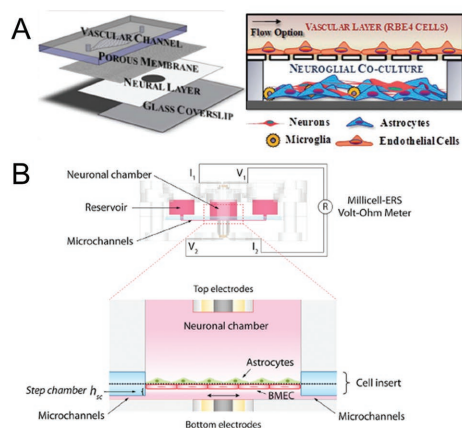 A
VASCULAR CHANNEL
POROUS MEMBRANE
NEURAL LAYER
GLASS COVERSLIP
VASCULAR LAYER (RBE4 CELLS)
Flow Option
NEUROGLIAL CO-CULTURE
Neurons
Astrocytes
Microglia
Endothelial Cells
B
Neuronal chamber
Reservoir
Microchannels
I1
V1
R
Millicell-ERS
Volt-Ohm Meter
V2
I2
Top electrodes
Neuronal chamber
Astrocytes
Step chamber hsc
BMEC
Cell insert
Microchannels
Microchannels
Bottom electrodes